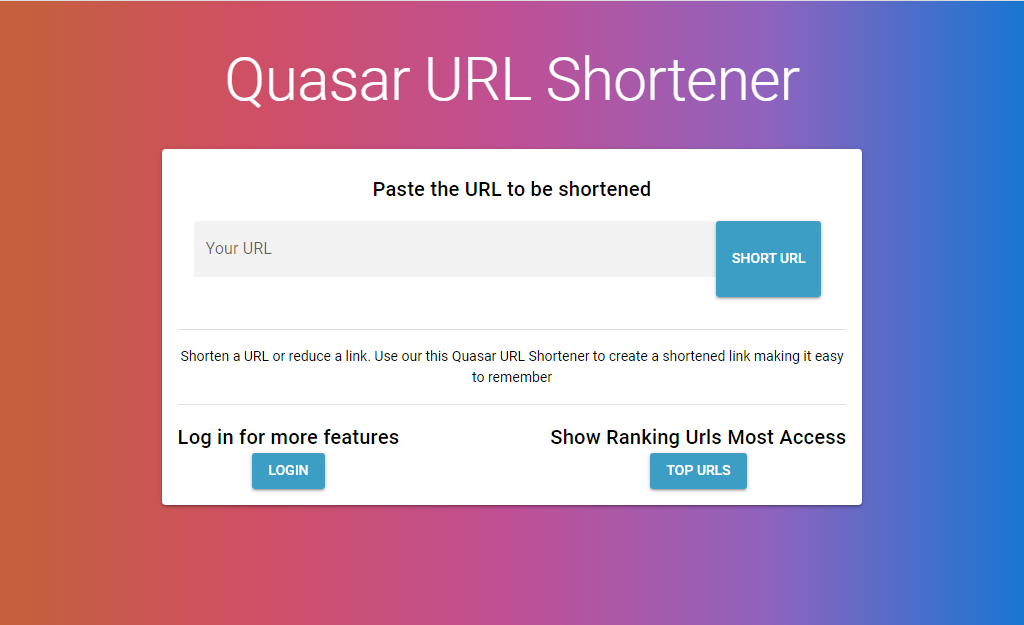 Quasar URL Shortener
Paste the URL to be shortened
Your URL
SHORT URL
Shorten a URL or reduce a link. Use our this Quasar URL Shortener to create a shortened link making it easy
to remember
Log in for more features
LOGIN
Show Ranking Urls Most Access
TOP URLS